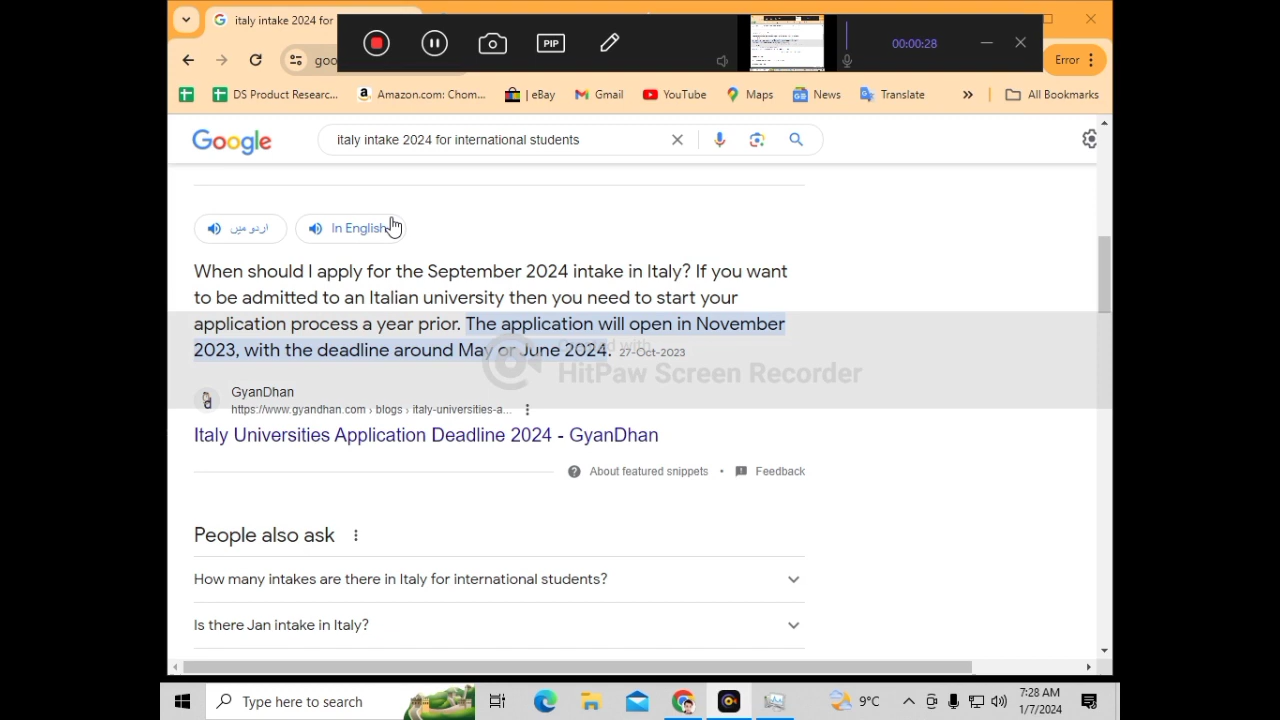 italy intake 2024 for
PIP
00:00:28
Error
DS Product Researc...
Amazon.com: Chom...
| eBay
Gmail
YouTube
Maps
News
Translate
All Bookmarks
Google
italy intake 2024 for international students
اردو میں
In English
When should I apply for the September 2024 intake in Italy? If you want
to be admitted to an Italian university then you need to start your
application process a year prior. The application will open in November
2023, with the deadline around May or June 2024. 27-Oct-2023
Created with
HitPaw Screen Recorder
GyanDhan
https://www.gyandhan.com › blogs › italy-universities-a...
Italy Universities Application Deadline 2024 - GyanDhan
About featured snippets • Feedback
People also ask
How many intakes are there in Italy for international students?
Is there Jan intake in Italy?
Type here to search
9°C
7:28 AM
1/7/2024